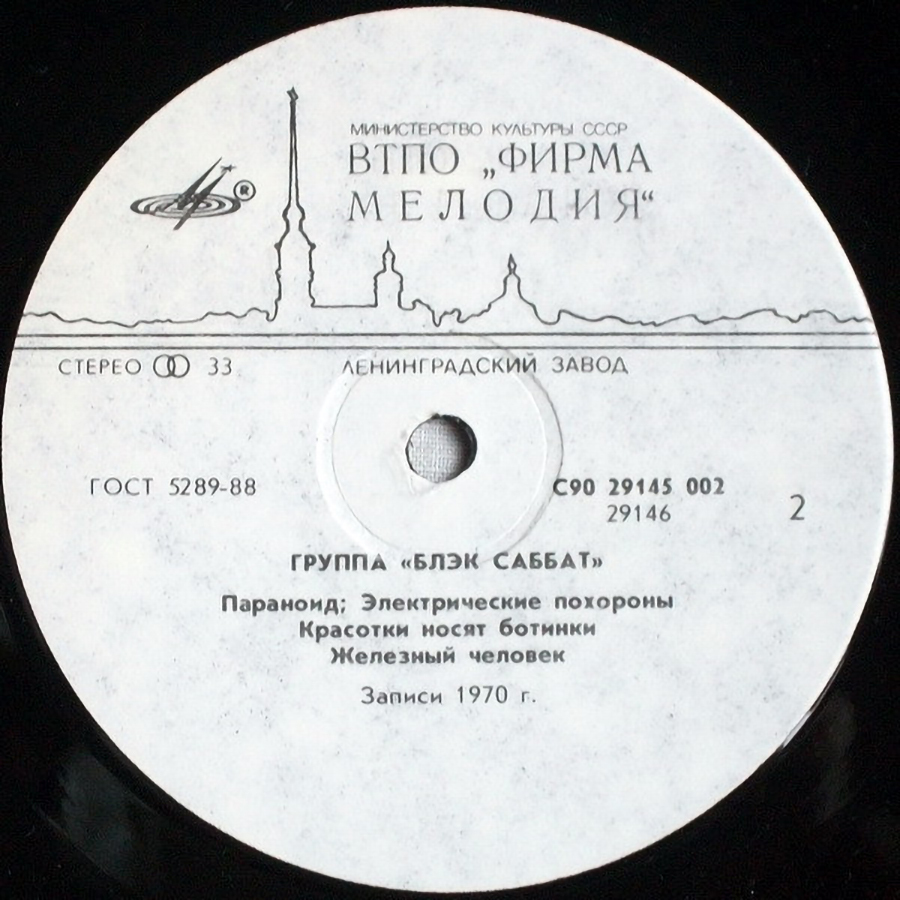 МИНИСТЕРСТВО КУЛЬТУРЫ СССР
ВТПО „ФИРМА
МЕЛОДИЯ“
®
СТЕРЕО 33
ЛЕНИНГРАДСКИЙ ЗАВОД
ГОСТ 5289-88
С90 29145 002
29146
2
ГРУППА «БЛЭК САББАТ»
Параноид; Электрические похороны
Красотки носят ботинки
Железный человек
Записи 1970 г.